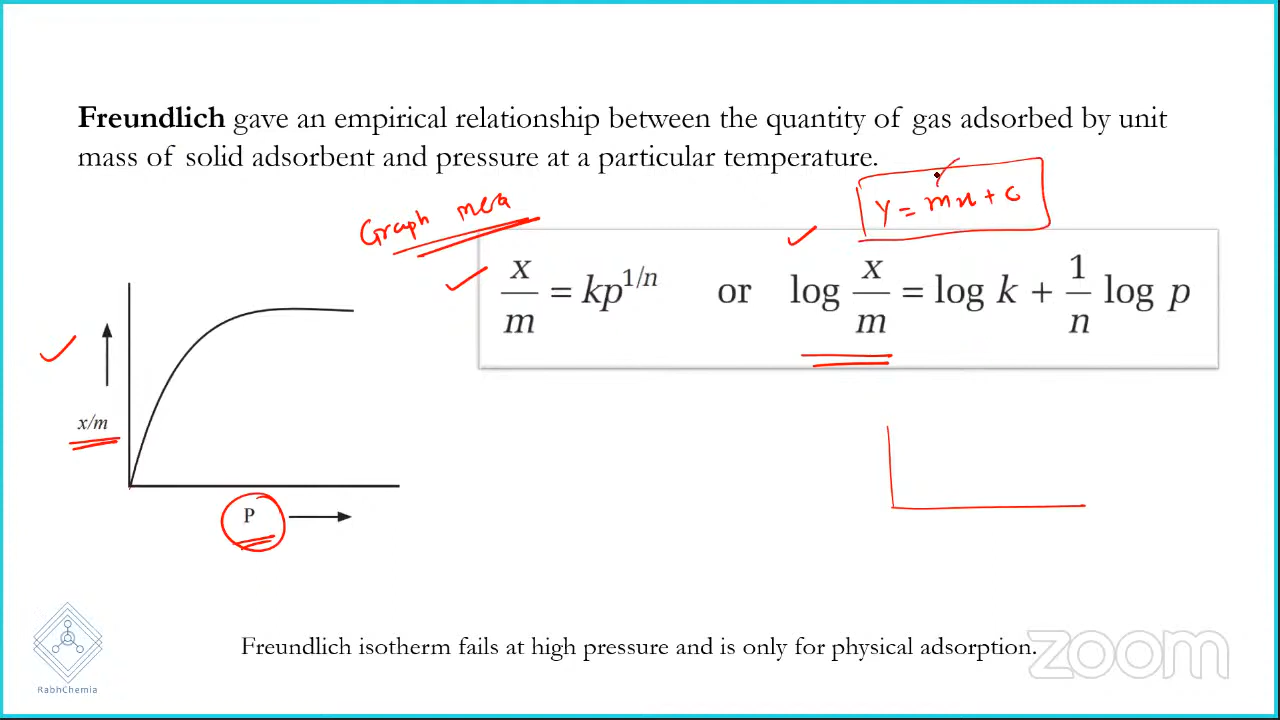 Freundlich gave an empirical relationship between the quantity of gas adsorbed by unit
mass of solid adsorbent and pressure at a particular temperature.
y = mx + c
Graph
x/m = kp^1/n or log x/m = log k + 1/n log p
x/m
P
Freundlich isotherm fails at high pressure and is only for physical adsorption.
zoom
RabhChemia